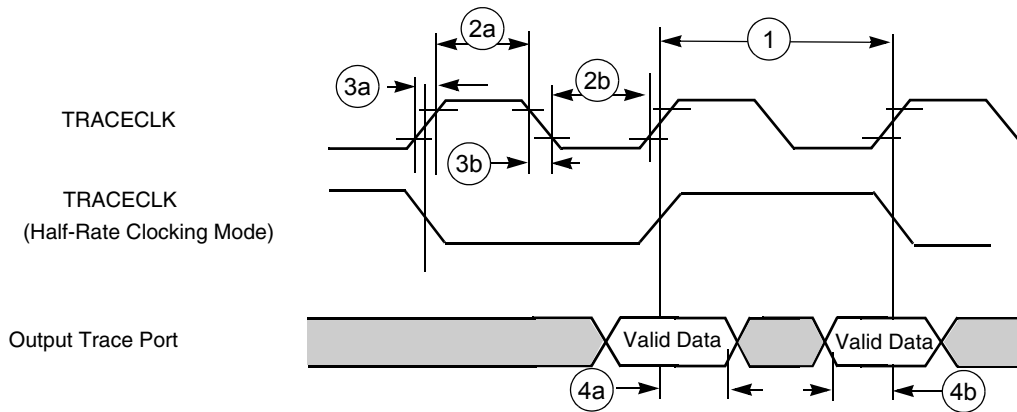 2a
1
3a
2b
TRACECLK
3b
TRACECLK
(Half-Rate Clocking Mode)
Output Trace Port
Valid Data
Valid Data
4a
4b